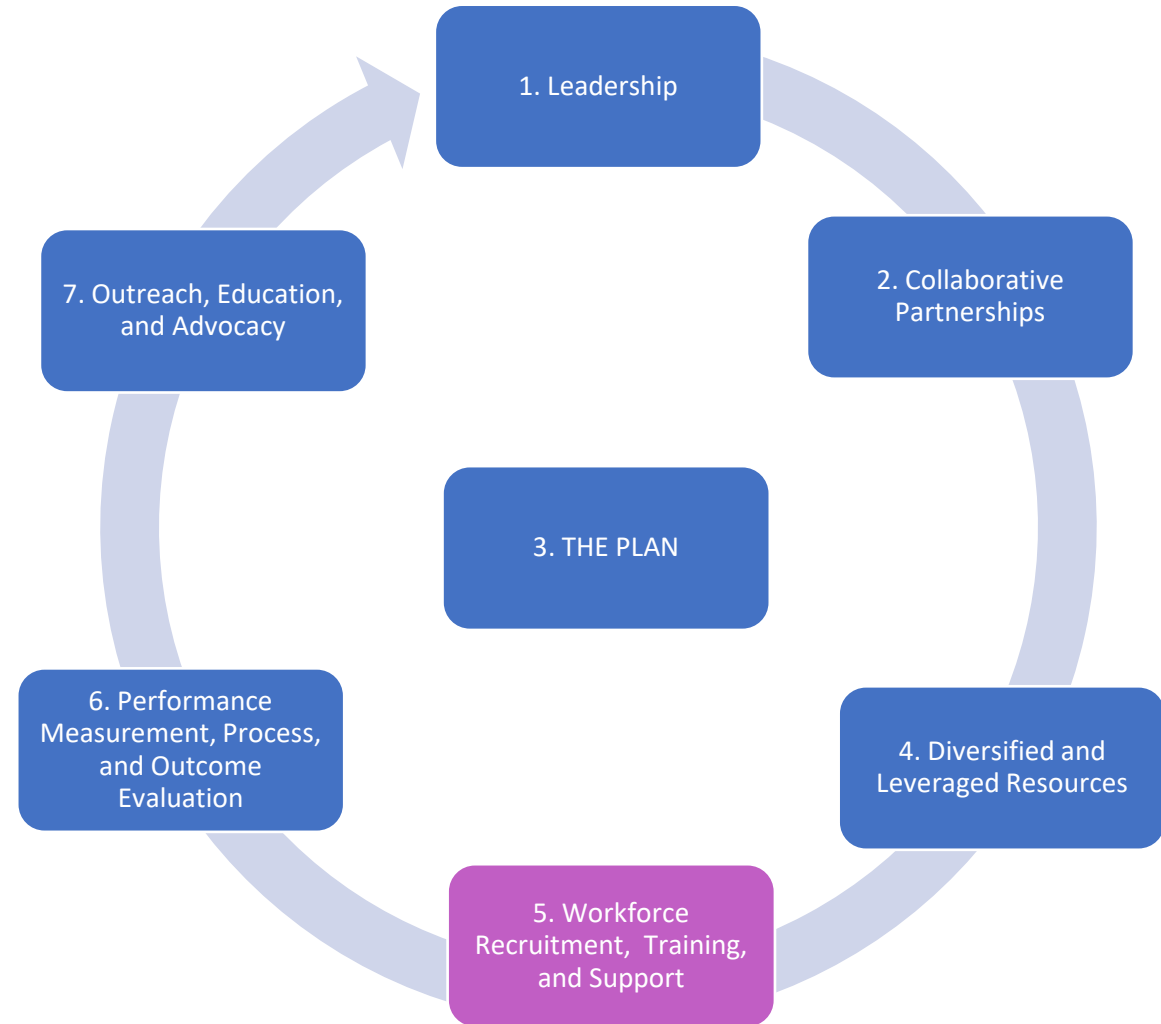 1. Leadership
2. Collaborative
Partnerships
3. THE PLAN
4. Diversified and
Leveraged Resources
5. Workforce
Recruitment,  Training,
and Support
6. Performance
Measurement, Process,
and Outcome
Evaluation
7. Outreach, Education,
and Advocacy